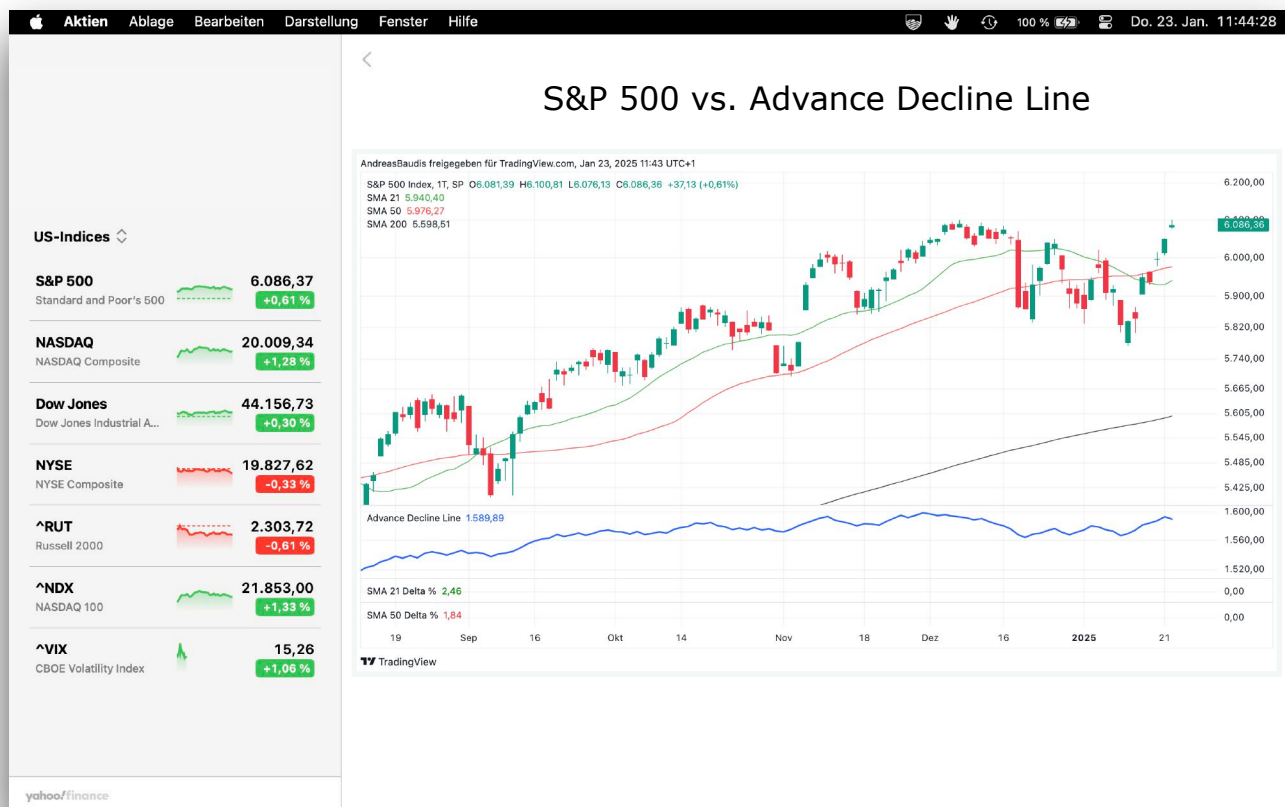 Aktien Ablage Bearbeiten Darstellung Fenster Hilfe 100 % Do. 23. Jan. 11:44:28
US-Indices
S&P 500 6.086,37
Standard and Poor's 500 +0,61 %
NASDAQ 20.009,34
NASDAQ Composite +1,28 %
Dow Jones 44.156,73
Dow Jones Industrial A... +0,30 %
NYSE 19.827,62
NYSE Composite -0,33 %
^RUT 2.303,72
Russell 2000 -0,61 %
^NDX 21.853,00
NASDAQ 100 +1,33 %
^VIX 15,26
CBOE Volatility Index +1,06 %
yahoo!finance
S&P 500 vs. Advance Decline Line
AndreasBaudis freigegeben für TradingView.com, Jan 23, 2025 11:43 UTC+1
S&P 500 Index, 1T, SP O6.081,39 H6.100,81 L6.076,13 C6.086,36 +37,13 (+0,61%)
SMA 21 5.940,40
SMA 50 5.976,27
SMA 200 5.598,51
6.200,00
6.086,36
6.000,00
5.900,00
5.820,00
5.740,00
5.665,00
5.605,00
5.545,00
5.485,00
5.425,00
Advance Decline Line 1.589,89
1.600,00
1.560,00
1.520,00
SMA 21 Delta % 2,46 0,00
SMA 50 Delta % 1,84 0,00
19 Sep 16 Okt 14 Nov 18 Dez 16 2025 21
TradingView